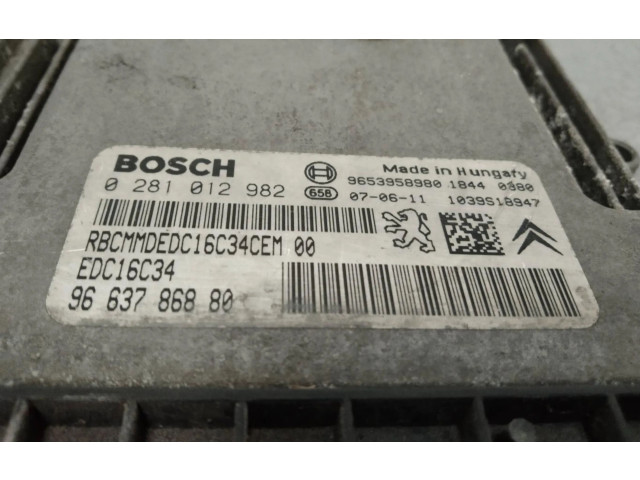 BOSCH
Made in Hungary
0 281 012 982
9653958980 1844 0380
658 07-06-11 1039S18947
RBCMMDEDC16C34CEM 00
EDC16C34
96 637 868 80